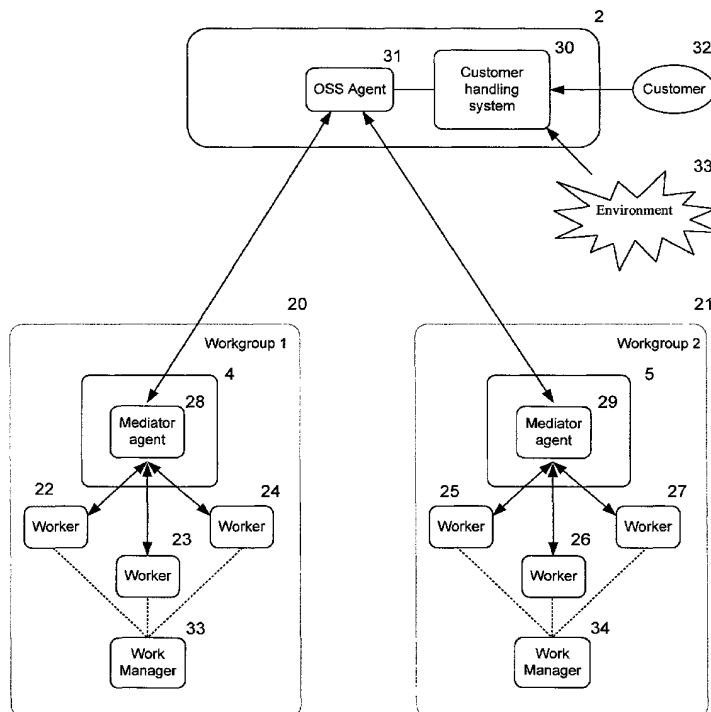 2
31
30
32
OSS Agent
Customer
handling
system
Customer
33
Environment
20
21
Workgroup 1
Workgroup 2
4
5
28
29
Mediator
agent
Mediator
agent
22
24
25
27
Worker
23
Worker
Worker
26
Worker
Worker
Worker
33
34
Work
Manager
Work
Manager